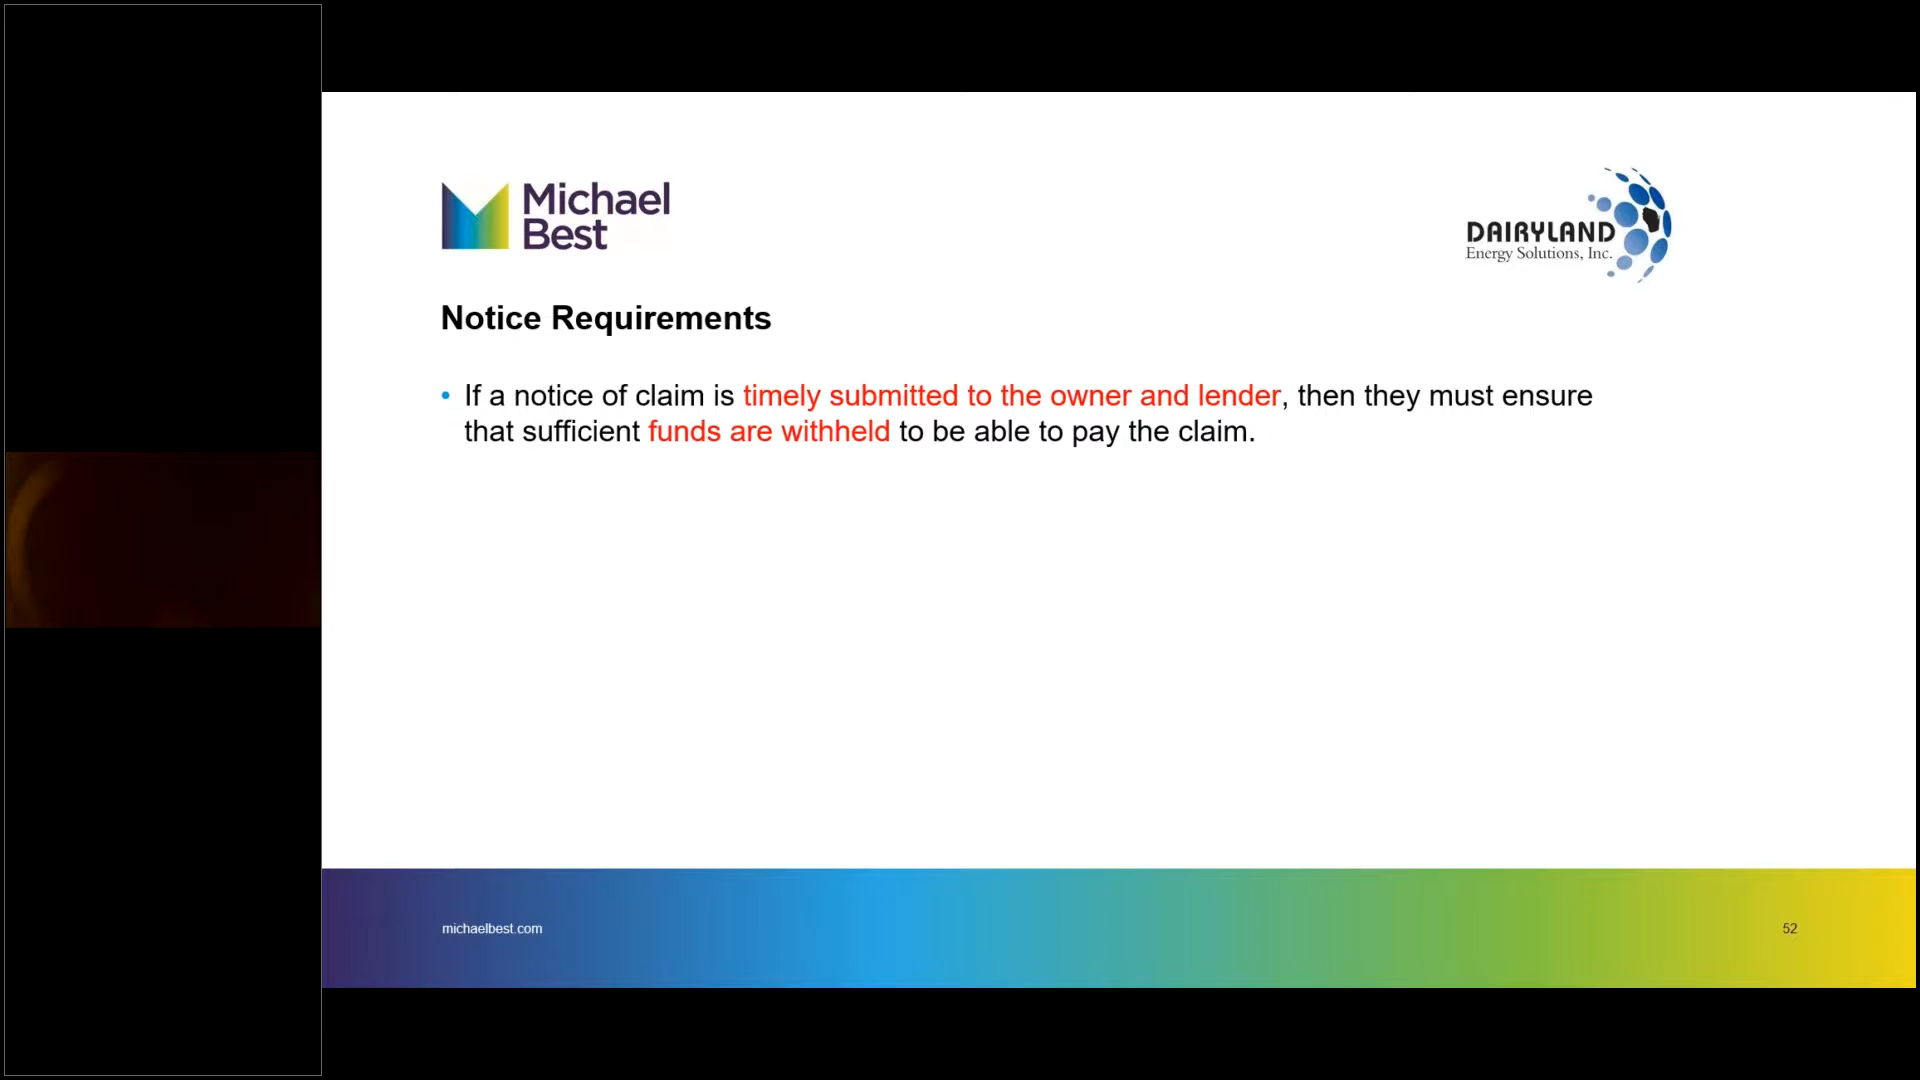 Michael
Best
DAIRYLAND
Energy Solutions, Inc.
Notice Requirements
• If a notice of claim is timely submitted to the owner and lender, then they must ensure
that sufficient funds are withheld to be able to pay the claim.
michaelbest.com
52